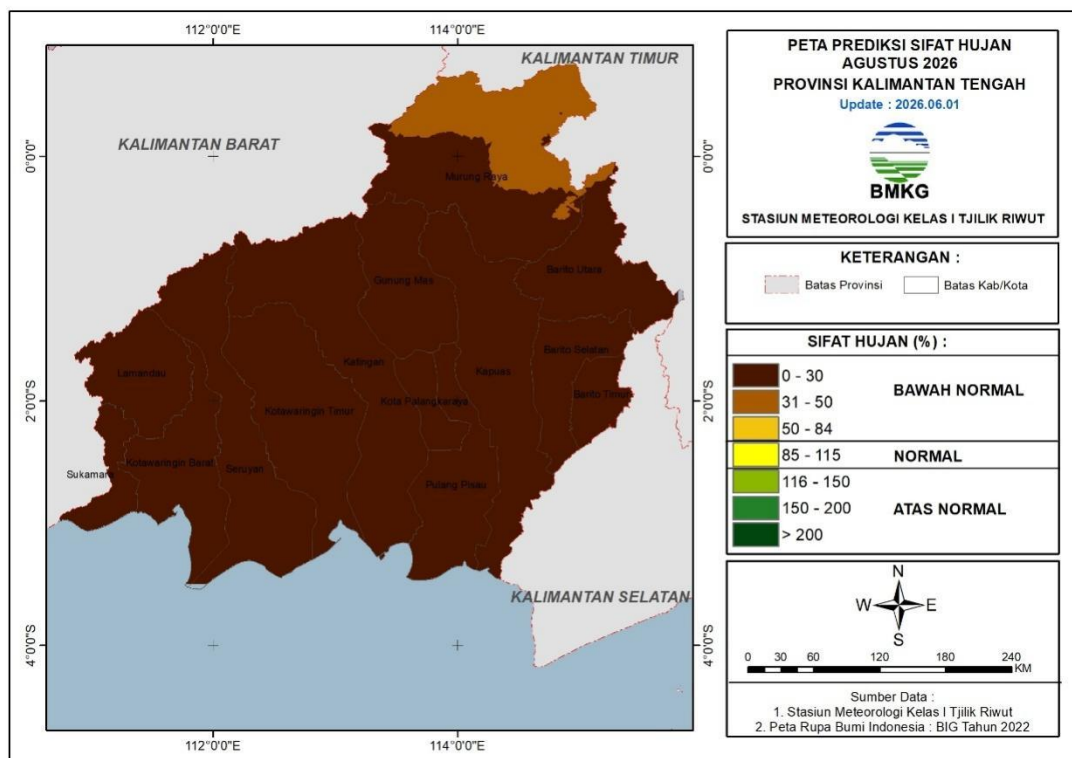 112°0'0"E
114°0'0"E
KALIMANTAN TIMUR
KALIMANTAN BARAT
0°0'0"
0°0'0"
Murung Raya
Gunung Mas
Barito Utara
Barito Selatan
Lamandau
Katingan
Kapuas
Barito Timur
2°0'0"S
2°0'0"S
Kotawaringin Timur
Kota Palangkaraya
Sukamara
Kotawaringin Barat
Seruyan
Pulang Pisau
KALIMANTAN SELATAN
4°0'0"S
4°0'0"S
112°0'0"E
114°0'0"E
PETA PREDIKSI SIFAT HUJAN
AGUSTUS 2026
PROVINSI KALIMANTAN TENGAH
Update : 2026.06.01
BMKG
STASIUN METEOROLOGI KELAS I TJILIK RIWUT
KETERANGAN :
Batas Provinsi
Batas Kab/Kota
SIFAT HUJAN (%) :
0 - 30
31 - 50
BAWAH NORMAL
50 - 84
85 - 115
NORMAL
116 - 150
150 - 200
ATAS NORMAL
> 200
N
W
E
S
0 30 60 120 180 240
KM
Sumber Data :
1. Stasiun Meteorologi Kelas I Tjilik Riwut
2. Peta Rupa Bumi Indonesia : BIG Tahun 2022